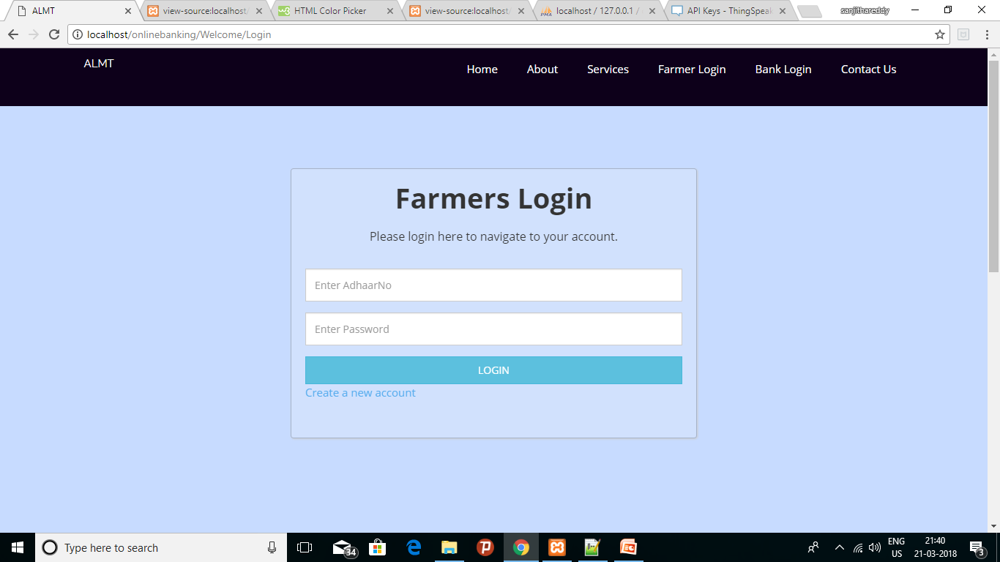 ALMT
view-source:localhost/
HTML Color Picker
view-source:localhost/
localhost / 127.0.0.1 /
API Keys - ThingSpeak
sanjithareddy
localhost/onlinebanking/Welcome/Login
ALMT
Home About Services Farmer Login Bank Login Contact Us
Farmers Login
Please login here to navigate to your account.
Enter AdhaarNo
Enter Password
LOGIN
Create a new account
Type here to search
34
ENG
US
21:40
21-03-2018
3